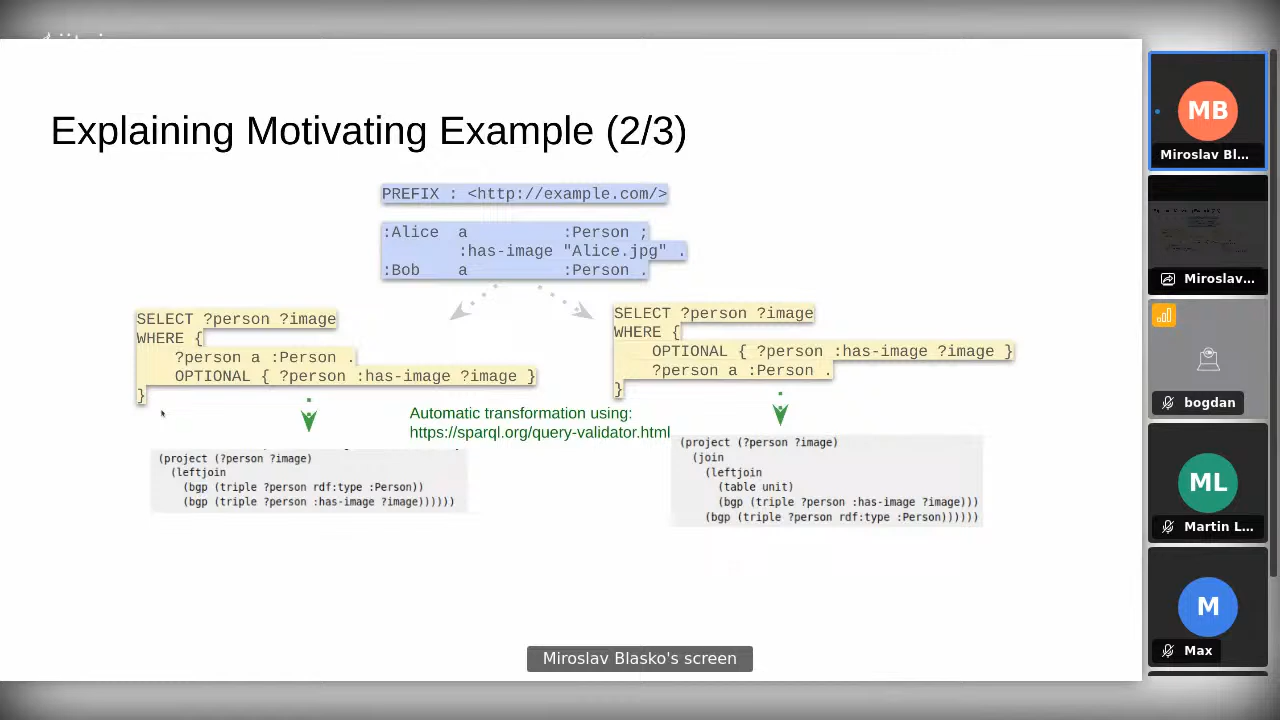 Explaining Motivating Example (2/3)
PREFIX : <http://example.com/>
:Alice a :Person ;
:has-image "Alice.jpg" .
:Bob a :Person .
SELECT ?person ?image
WHERE {
?person a :Person .
OPTIONAL { ?person :has-image ?image }
}
SELECT ?person ?image
WHERE {
OPTIONAL { ?person :has-image ?image }
?person a :Person .
}
Automatic transformation using:
https://sparql.org/query-validator.html
(project (?person ?image)
(leftjoin
(bgp (triple ?person rdf:type :Person))
(bgp (triple ?person :has-image ?image))))))
(project (?person ?image)
(join
(leftjoin
(table unit)
(bgp (triple ?person :has-image ?image)))
(bgp (triple ?person rdf:type :Person))))))
Miroslav Blasko's screen
MB
Miroslav Bl...
Miroslav...
bogdan
ML
Martin L...
M
Max